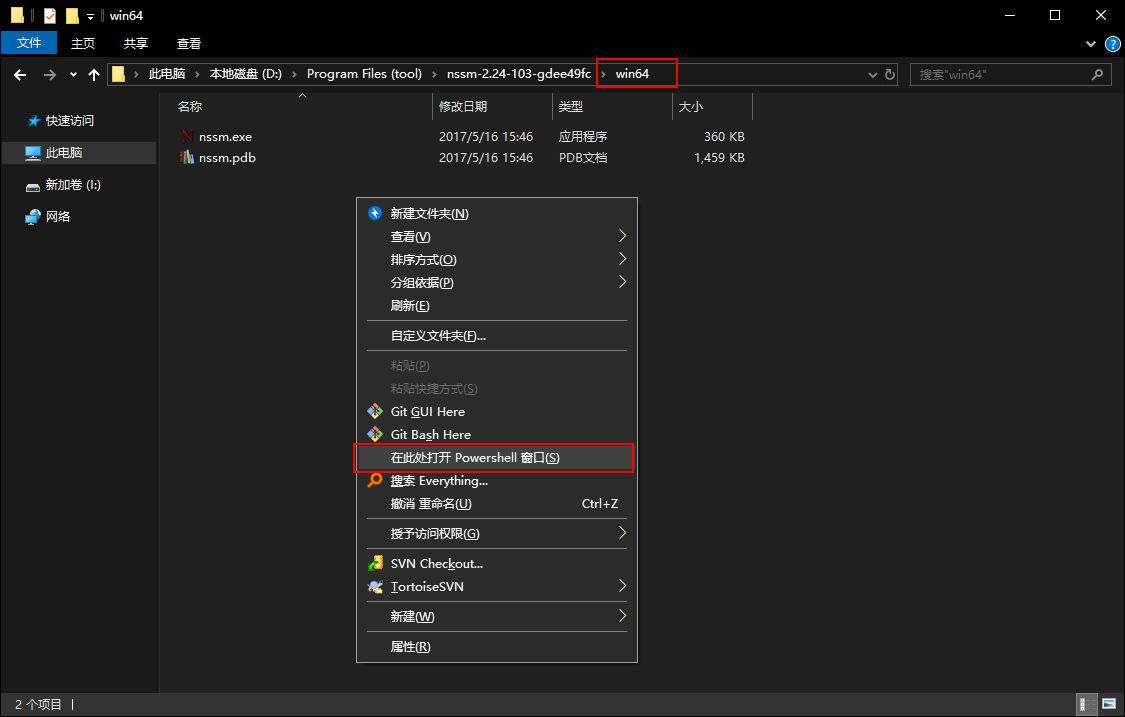 win64
文件 主页 共享 查看
此电脑 本地磁盘 (D:) Program Files (tool) nssm-2.24-103-gdee49fc win64 搜索"win64"
名称 修改日期 类型 大小
快速访问
此电脑
新加卷 (I:)
网络
nssm.exe 2017/5/16 15:46 应用程序 360 KB
nssm.pdb 2017/5/16 15:46 PDB文档 1,459 KB
新建文件夹(N)
查看(V)
排序方式(O)
分组依据(P)
刷新(E)
自定义文件夹(F)...
粘贴(P)
粘贴快捷方式(S)
Git GUI Here
Git Bash Here
在此处打开 Powershell 窗口(S)
搜索 Everything...
撤消 重命名(U) Ctrl+Z
授予访问权限(G)
SVN Checkout...
TortoiseSVN
新建(W)
属性(R)
2 个项目